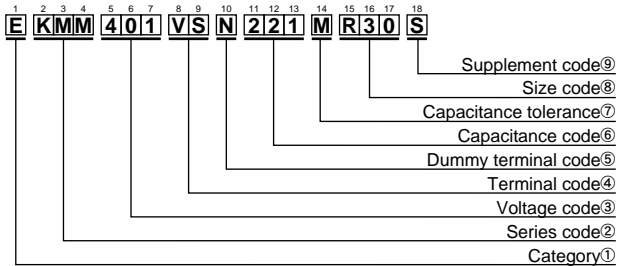 1 2 3 4 5 6 7 8 9 10 11 12 13 14 15 16 17 18
E KMM 401 VS N 221 M R30 S
Supplement code⑨
Size code⑧
Capacitance tolerance⑦
Capacitance code⑥
Dummy terminal code⑤
Terminal code④
Voltage code③
Series code②
Category①